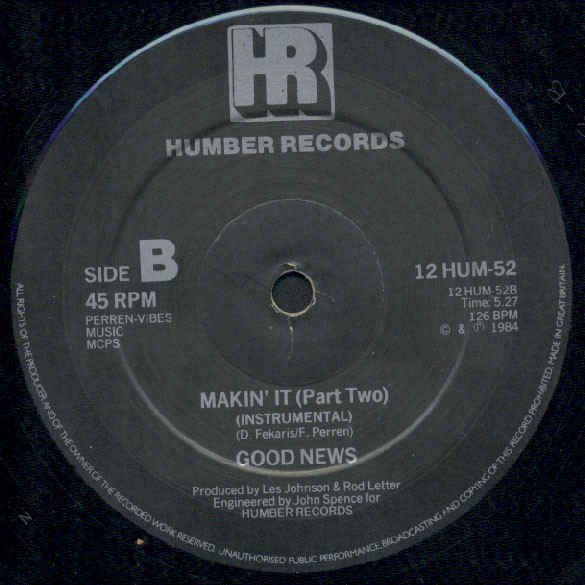 HR
HUMBER RECORDS
SIDE B
45 RPM
PERREN-VIBES
MUSIC
MCPS
12 HUM-52
12 HUM-52B
Time: 5.27
126 BPM
© & ℗ 1984
MAKIN' IT (Part Two)
(INSTRUMENTAL)
(D. Fekaris/F. Perren)
GOOD NEWS
Produced by Les Johnson & Rod Letter
Engineered by John Spence for
HUMBER RECORDS
ALL RIGHTS OF THE PRODUCER AND OF THE OWNER OF THE RECORDED WORK RESERVED. UNAUTHORISED PUBLIC PERFORMANCE, BROADCASTING AND COPYING OF THIS RECORD PROHIBITED. MADE IN GREAT BRITAIN.